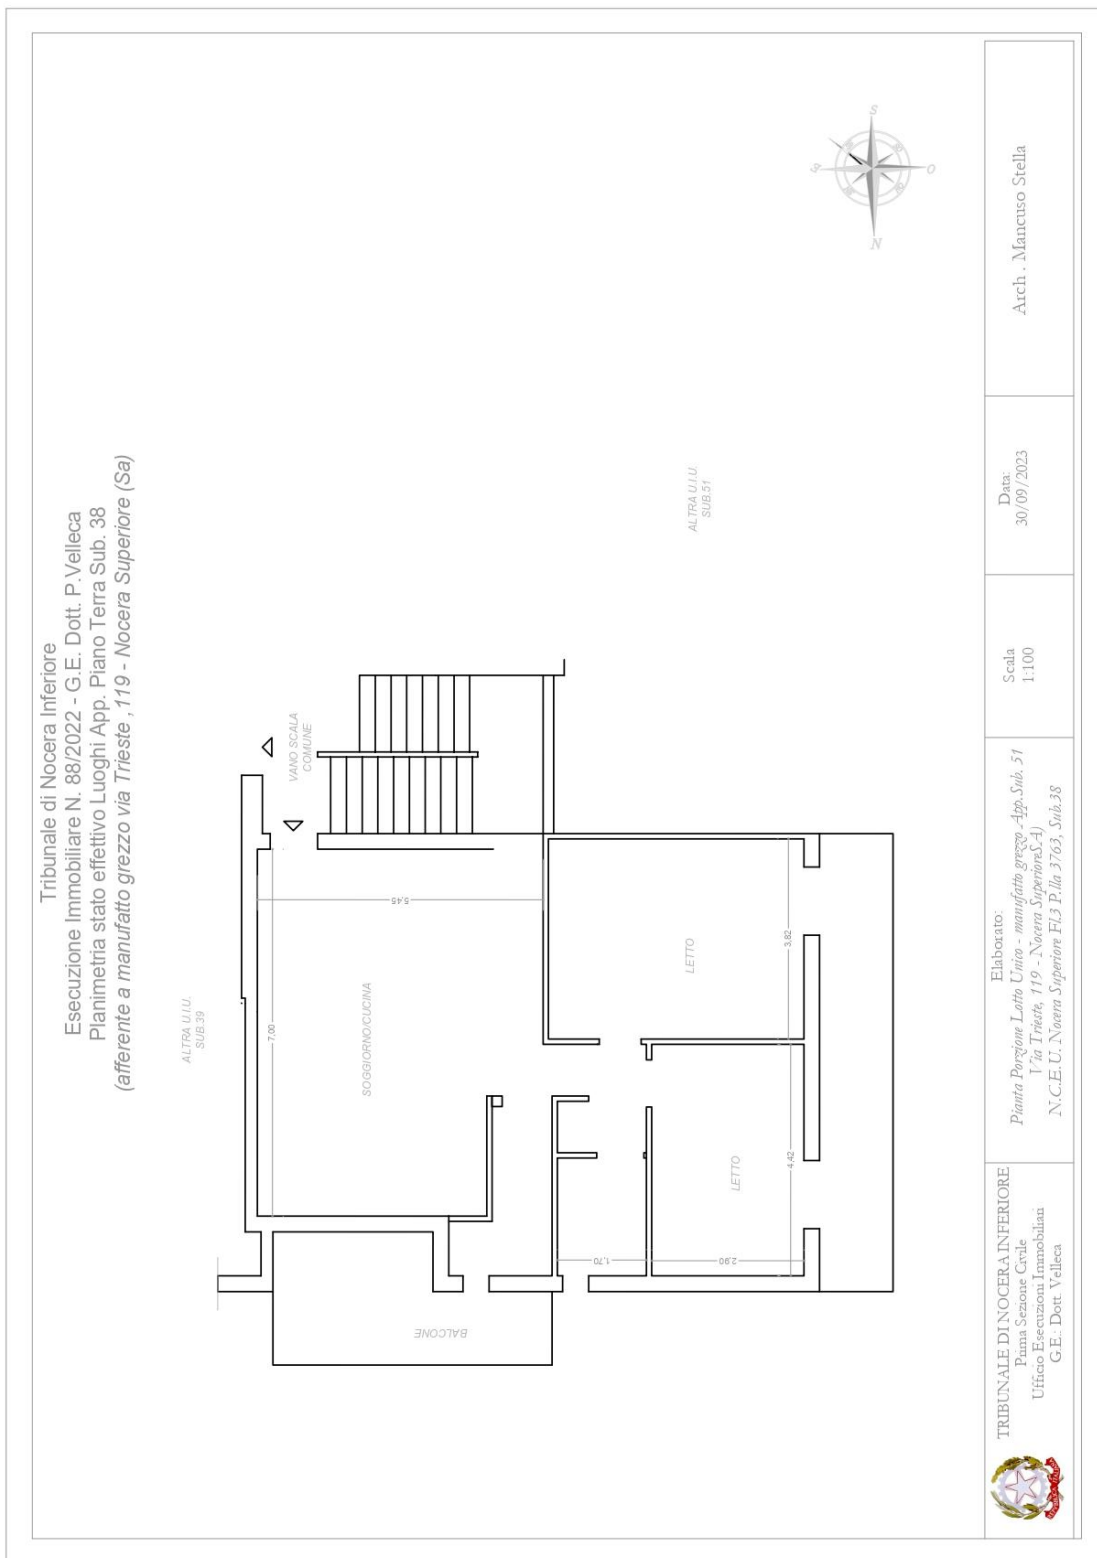 Tribunale di Nocera Inferiore
Esecuzione Immobiliare N. 88/2022 - G.E. Dott. P.Velleca
Planimetria stato effettivo Luoghi App. Piano Terra Sub. 38
(afferente a manufatto grezzo via Trieste ,119 - Nocera Superiore (Sa)
ALTRA U.I.U.
SUB.39
VANO SCALA
COMUNE
7,00
SOGGIORNO/CUCINA
5,45
BALCONE
ALTRA U.I.U.
SUB.51
LETTO
3,82
LETTO
4,42
1,70
2,90
S
E
O
N
TRIBUNALE DI NOCERA INFERIORE
Prima Sezione Civile
Ufficio Esecuzioni Immobiliari
G.E.: Dott. Velleca
Elaborato:
Pianta Porzione Lotto Unico - manufatto grezzo -App.Sub. 51
Via Trieste, 119 - Nocera SuperioreS.A)
N.C.E.U. Nocera Superiore Fl.3 P.lla 3763, Sub.38
Scala
1:100
Data:
30/09/2023
Arch . Mancuso Stella